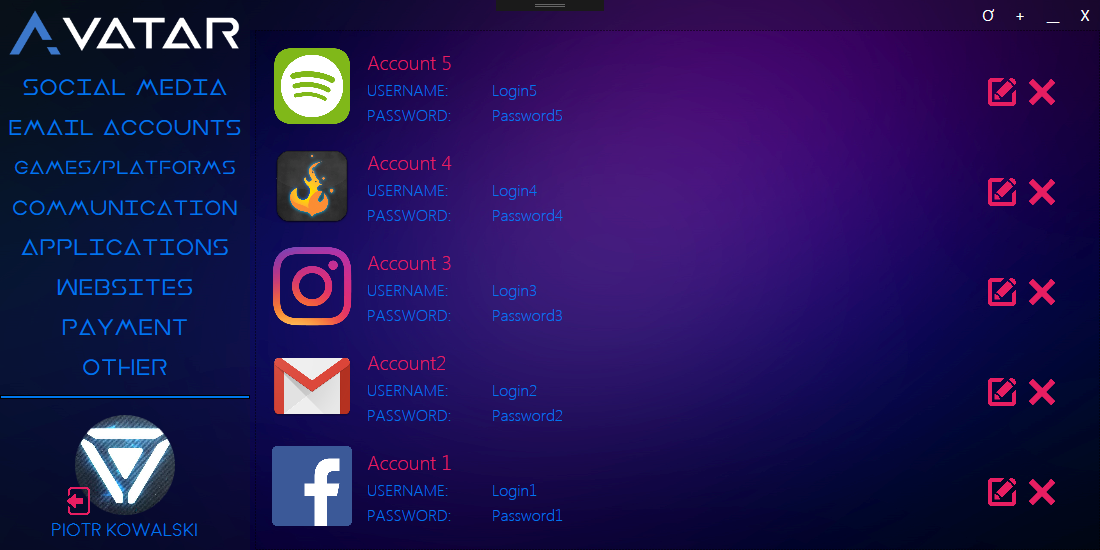 AVATAR
SOCIAL MEDIA
EMAIL ACCOUNTS
GAMES/PLATFORMS
COMMUNICATION
APPLICATIONS
WEBSITES
PAYMENT
OTHER
PIOTR KOWALSKI
Account 5
USERNAME: Login5
PASSWORD: Password5
Account 4
USERNAME: Login4
PASSWORD: Password4
Account 3
USERNAME: Login3
PASSWORD: Password3
Account2
USERNAME: Login2
PASSWORD: Password2
Account 1
USERNAME: Login1
PASSWORD: Password1